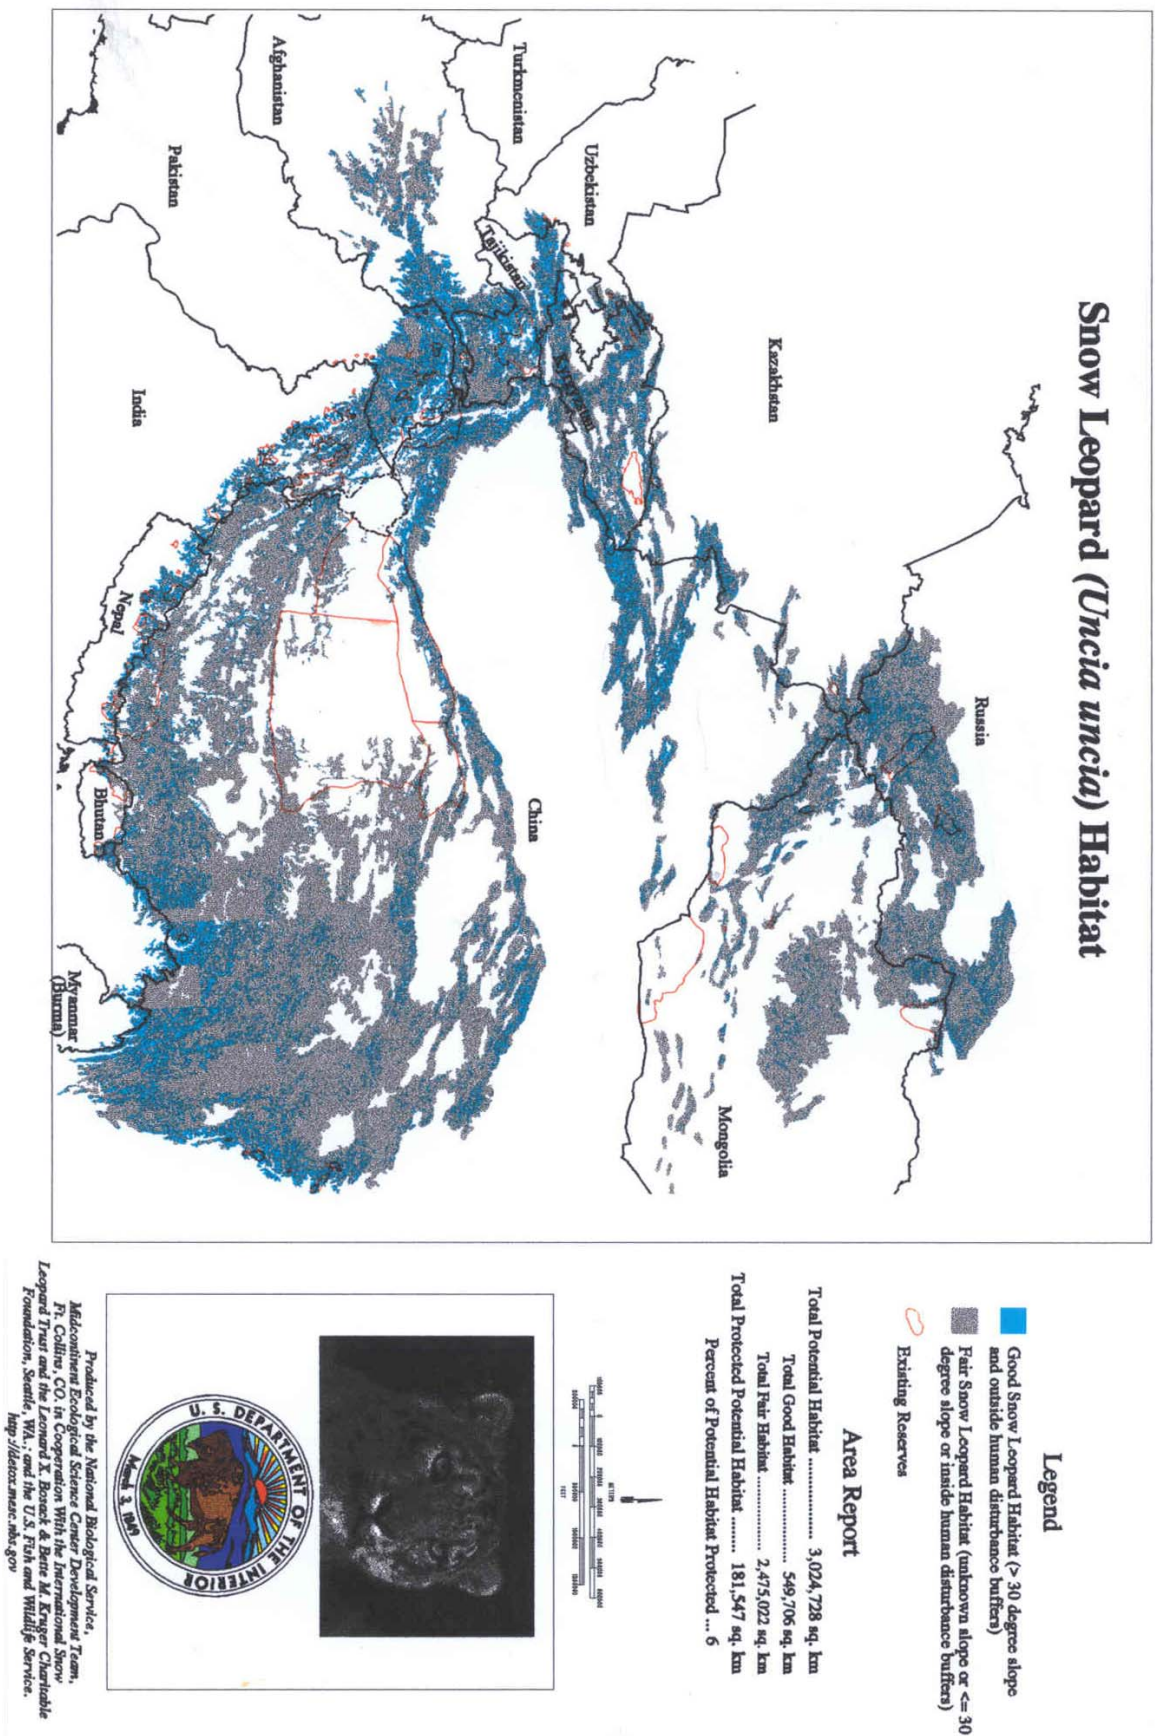 Snow Leopard (Uncia uncia) Habitat
Russia
Kazakhstan
Mongolia
Uzbekistan
Turkmenistan
Tajikistan
Kyrgyzstan
China
Afghanistan
Pakistan
India
Nepal
Bhutan
Myanmar
(Burma)
Legend
Good Snow Leopard Habitat (> 30 degree slope
and outside human disturbance buffers)
Fair Snow Leopard Habitat (unknown slope or <= 30
degree slope or inside human disturbance buffers)
Existing Reserves
Area Report
Total Potential Habitat .................. 3,024,728 sq. km
Total Good Habitat .................. 549,706 sq. km
Total Fair Habitat .................. 2,475,022 sq. km
Total Protected Potential Habitat ........ 181,547 sq. km
Percent of Potential Habitat Protected ... 6
METERS
FEET
U. S. DEPARTMENT OF THE INTERIOR
March 3, 1849
Produced by the National Biological Service,
Midcontinent Ecological Science Center Development Team,
Ft. Collins, CO. in Cooperation With the International Snow
Leopard Trust and the Leonard X. Bosack & Bette M. Kruger Charitable
Foundation, Seattle, WA.; and the U.S. Fish and Wildlife Service.